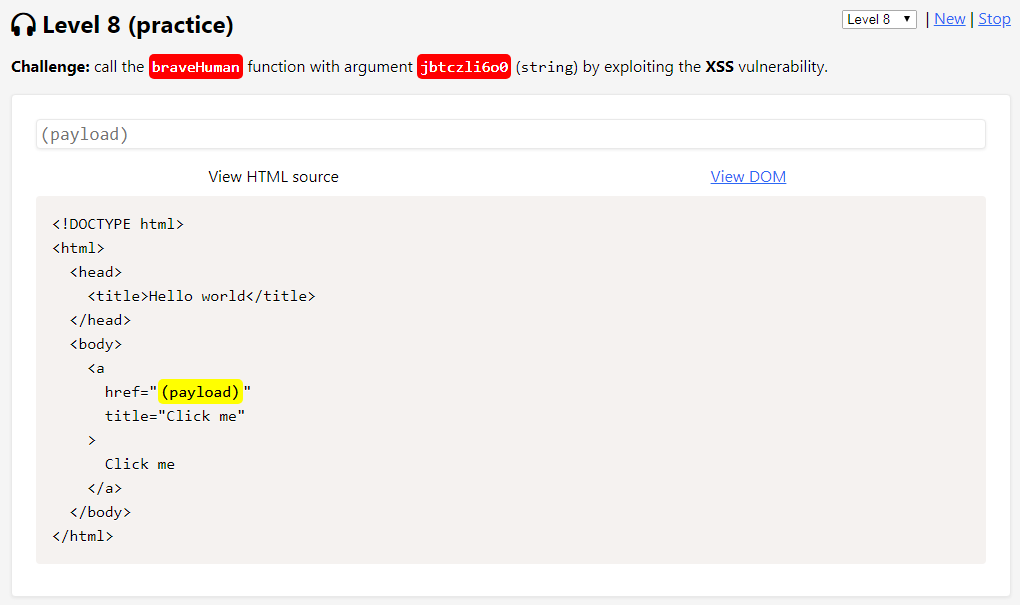 Level 8 (practice)
Level 8 | New | Stop
Challenge: call the braveHuman function with argument jbtczli6o0 (string) by exploiting the XSS vulnerability.
(payload)
View HTML source View DOM
<!DOCTYPE html>
<html>
<head>
<title>Hello world</title>
</head>
<body>
<a
href="(payload)"
title="Click me"
>
Click me
</a>
</body>
</html>